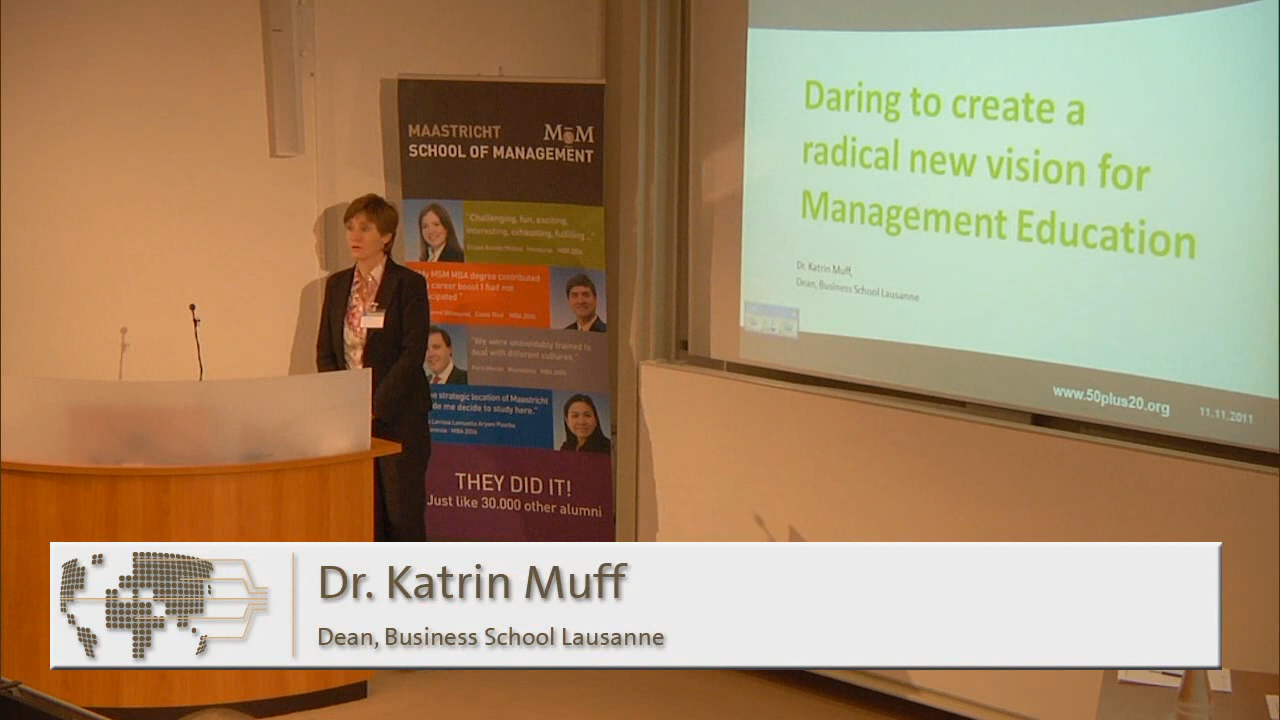 Daring to create a
radical new vision for
Management Education
Dr. Katrin Muff,
Dean, Business School Lausanne
www.50plus20.org
11.11.2011
MAASTRICHT
MSM
SCHOOL OF MANAGEMENT
"Challenging, fun, exciting,
interesting, exhausting, fulfilling..."
My MSM MBA degree contributed
career boost I had not
"We were unavoidably trained to
deal with different cultures."
strategic location of Maastricht
me decide to study here."
THEY DID IT!
Just like 30.000 other alumni
Dr. Katrin Muff
Dean, Business School Lausanne